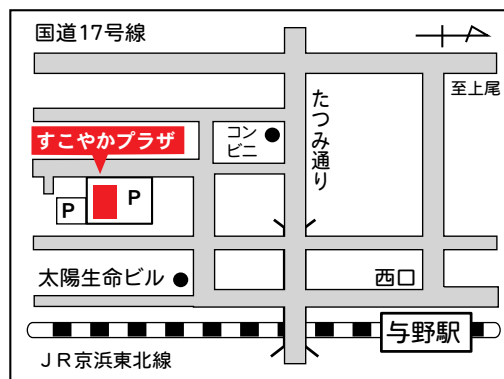 国道17号線
至上尾
たつみ通り
コン
ビニ
すこやかプラザ
P
P
太陽生命ビル
西口
与野駅
JR京浜東北線